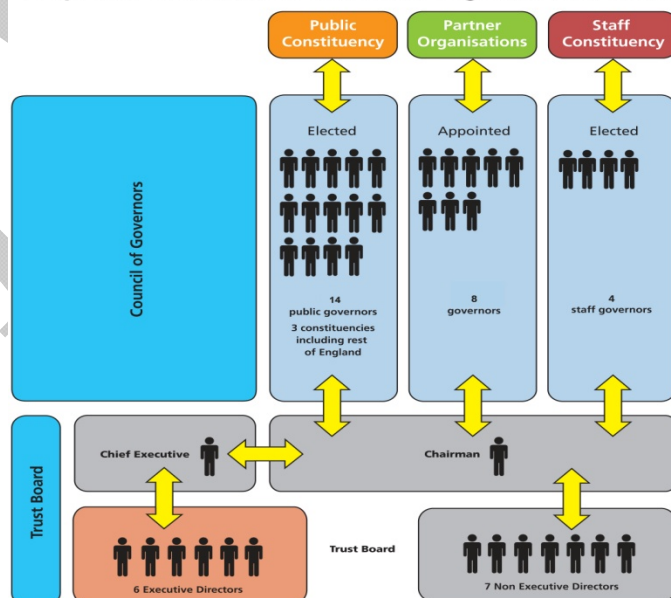 Public
Constituency
Partner
Organisations
Staff
Constituency
Council of Governors
Elected
14
public governors
3 constituencies
including rest
of England
Appointed
8
governors
Elected
4
staff governors
Trust Board
Chief Executive
Chairman
6 Executive Directors
Trust Board
7 Non Executive Directors